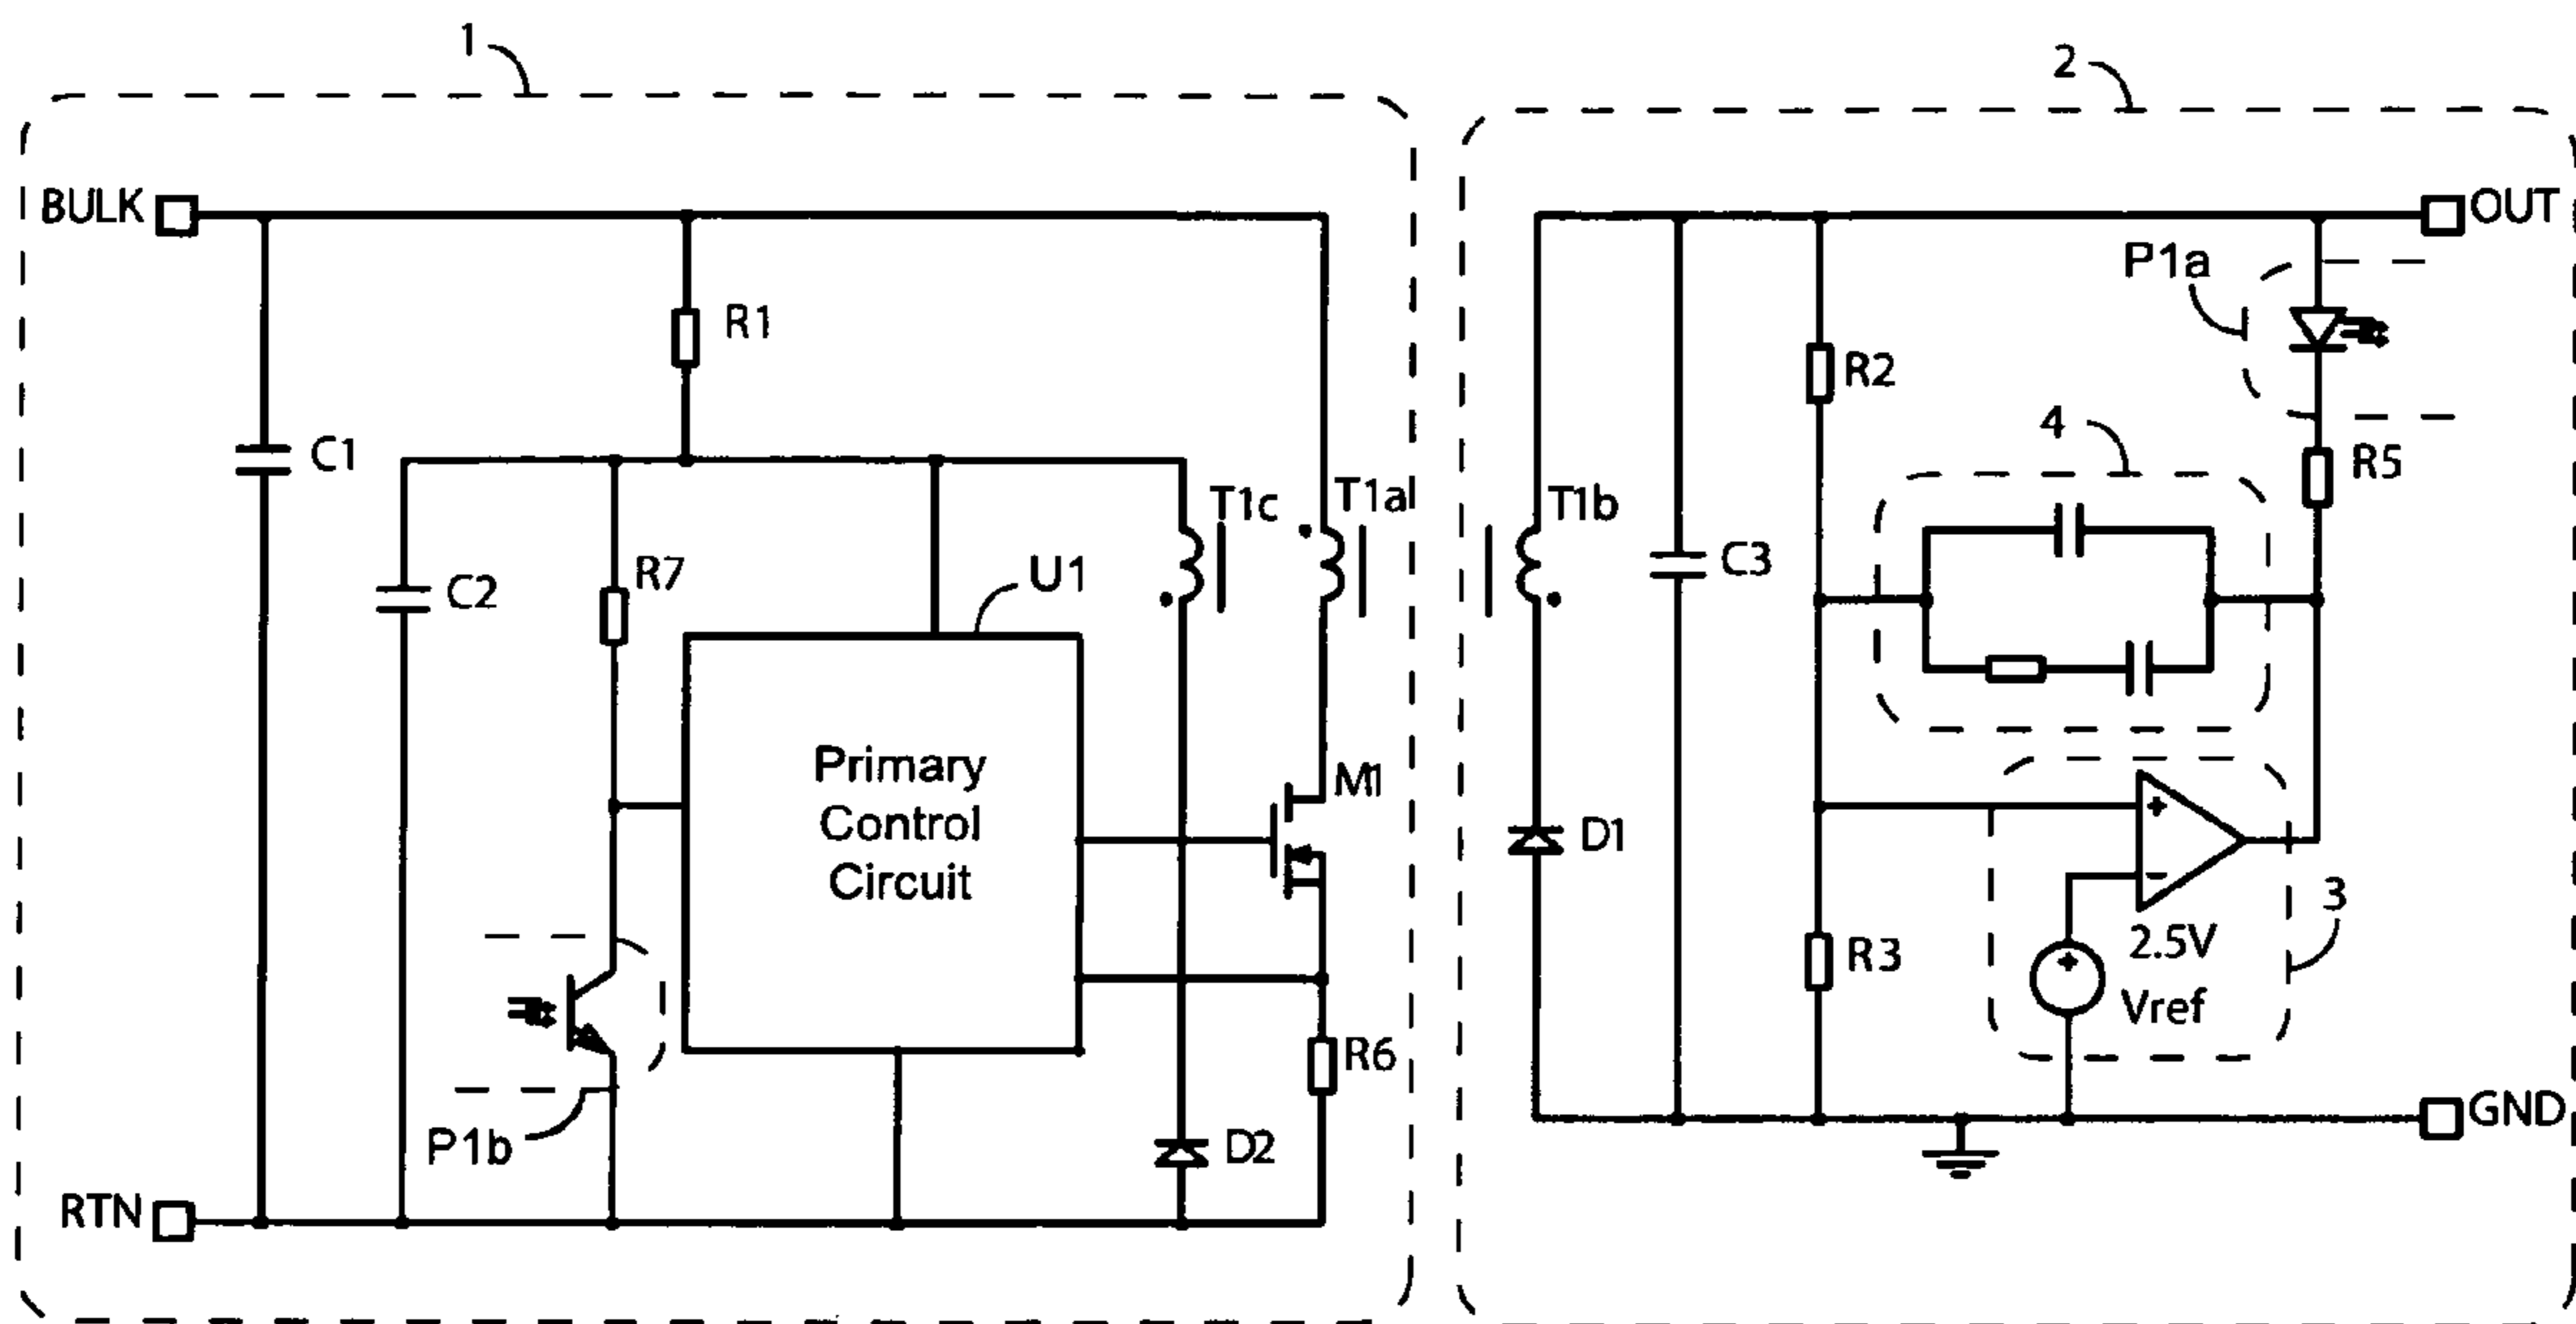 1
2
BULK
OUT
R1
P1a
R2
4
C1
R5
T1c
T1a
T1b
C2
R7
U1
C3
Primary
Control
Circuit
M1
D1
+
−
3
R3
2.5V
+
Vref
R6
P1b
D2
GND
RTN